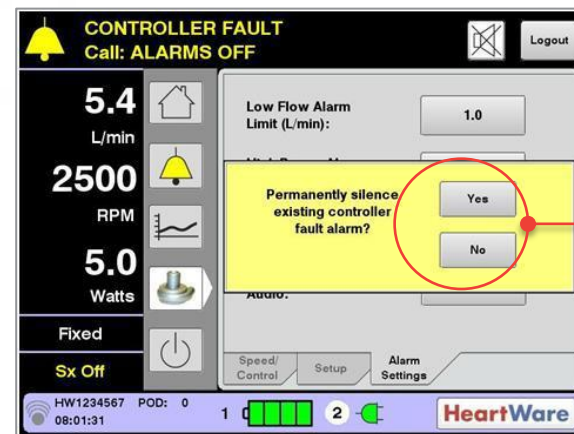 CONTROLLER FAULT
Call: ALARMS OFF
Logout
5.4
L/min
2500
RPM
5.0
Watts
Fixed
Sx Off
Low Flow Alarm
Limit (L/min):
1.0
Permanently silence
existing controller
fault alarm?
Yes
No
Audio:
Speed/
Control
Setup
Alarm
Settings
HW1234567 POD: 0
08:01:31
1
2
HeartWare